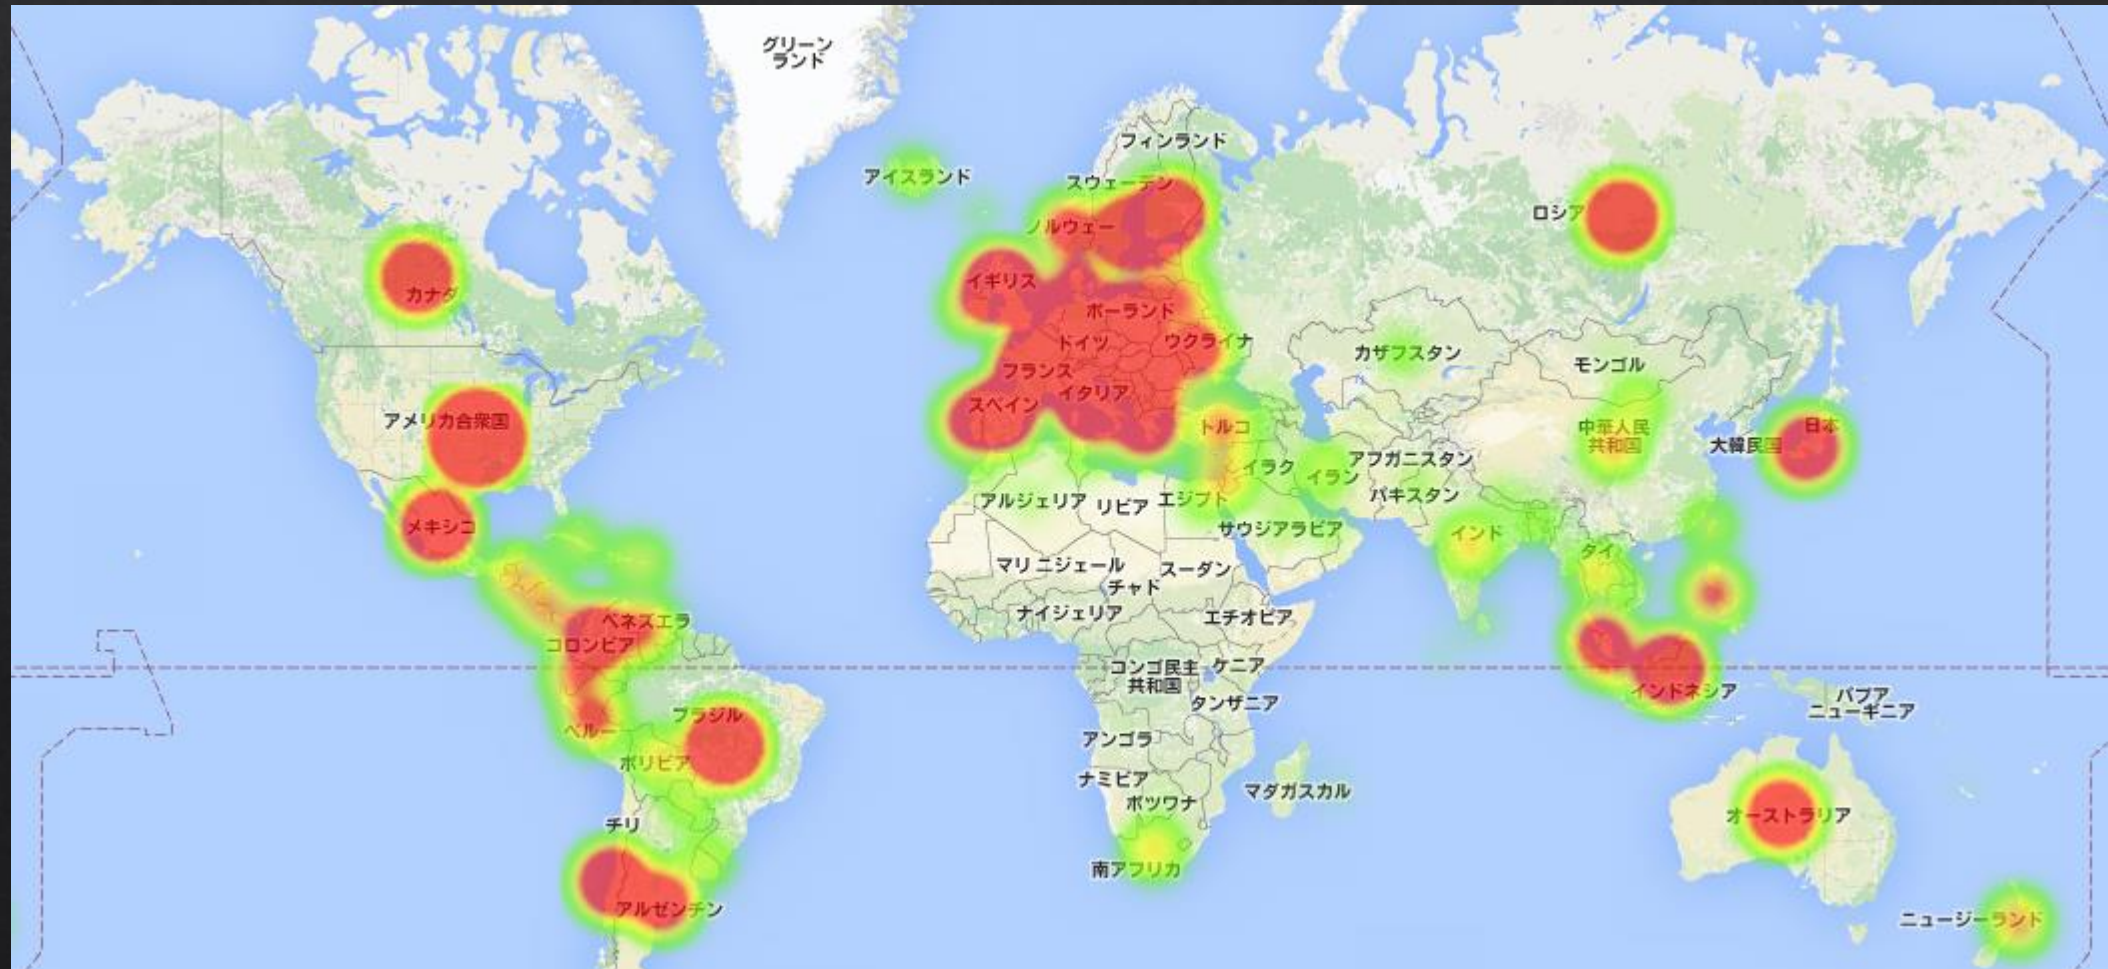 グリーン
ランド
フィンランド
アイスランド
スウェーデン
ロシア
ノルウェー
イギリス
カナダ
ポーランド
ドイツ
ウクライナ
カザフスタン
モンゴル
フランス
イタリア
スペイン
アメリカ合衆国
トルコ
中華人民
共和国
日本
大韓民国
イラク
イラン
アフガニスタン
パキスタン
アルジェリア
リビア
エジプト
メキシコ
サウジアラビア
インド
タイ
マリ
ニジェール
スーダン
チャド
ナイジェリア
エチオピア
ベネズエラ
コロンビア
コンゴ民主
共和国
ケニア
インドネシア
パプア
ニューギニア
タンザニア
ブラジル
ペルー
アンゴラ
ボリビア
ナミビア
マダガスカル
ボツワナ
チリ
オーストラリア
南アフリカ
アルゼンチン
ニュージーランド